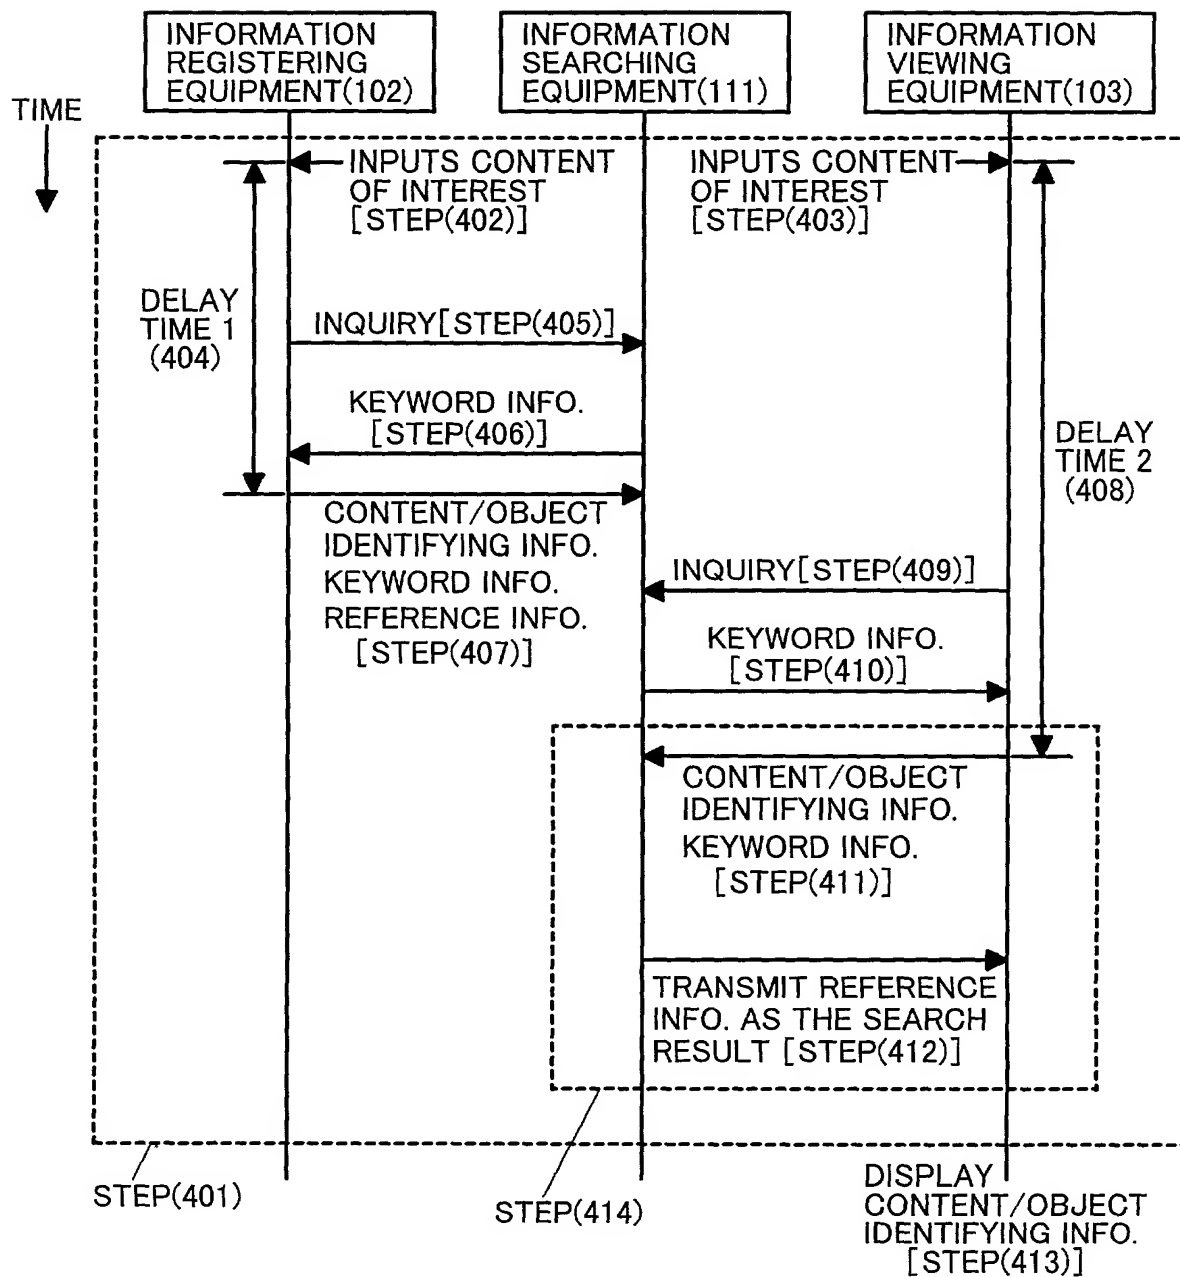 INFORMATION
REGISTERING
EQUIPMENT(102)
INFORMATION
SEARCHING
EQUIPMENT(111)
INFORMATION
VIEWING
EQUIPMENT(103)
TIME
INPUTS CONTENT
OF INTEREST
[STEP(402)]
INPUTS CONTENT
OF INTEREST
[STEP(403)]
DELAY
TIME 1
(404)
INQUIRY[STEP(405)]
KEYWORD INFO.
[STEP(406)]
DELAY
TIME 2
(408)
CONTENT/OBJECT
IDENTIFYING INFO.
KEYWORD INFO.
REFERENCE INFO.
[STEP(407)]
INQUIRY[STEP(409)]
KEYWORD INFO.
[STEP(410)]
CONTENT/OBJECT
IDENTIFYING INFO.
KEYWORD INFO.
[STEP(411)]
TRANSMIT REFERENCE
INFO. AS THE SEARCH
RESULT [STEP(412)]
STEP(401)
STEP(414)
DISPLAY
CONTENT/OBJECT
IDENTIFYING INFO.
[STEP(413)]